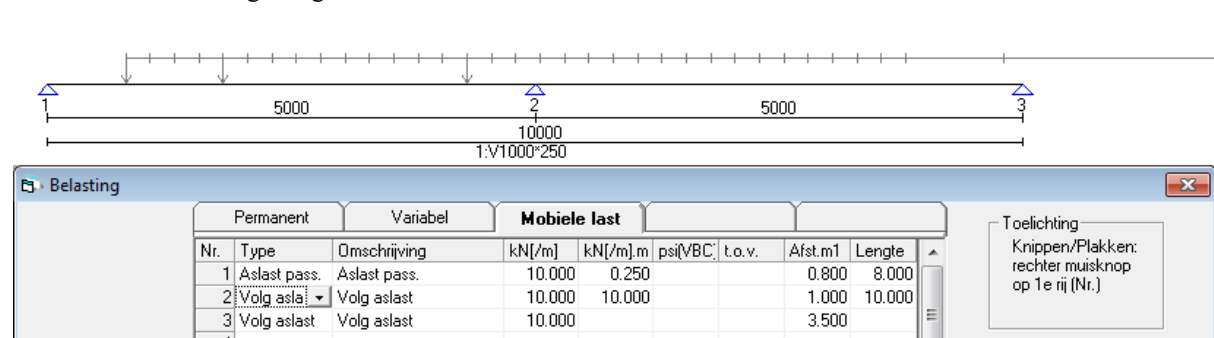 1 5000 2 5000 3
10000
1:V1000*250
Belasting
Permanent Variabel Mobiele last
Toelichting
Knippen/Plakken:
rechter muisknop
op 1e rij (Nr.)
Nr. Type Omschrijving kN[/m] kN[/m].m psi(VBC) t.o.v. Afst.m1 Lengte
1 Aslast pass. Aslast pass. 10.000 0.250 0.800 8.000
2 Volg asla Volg aslast 10.000 10.000 1.000 10.000
3 Volg aslast Volg aslast 10.000 3.500